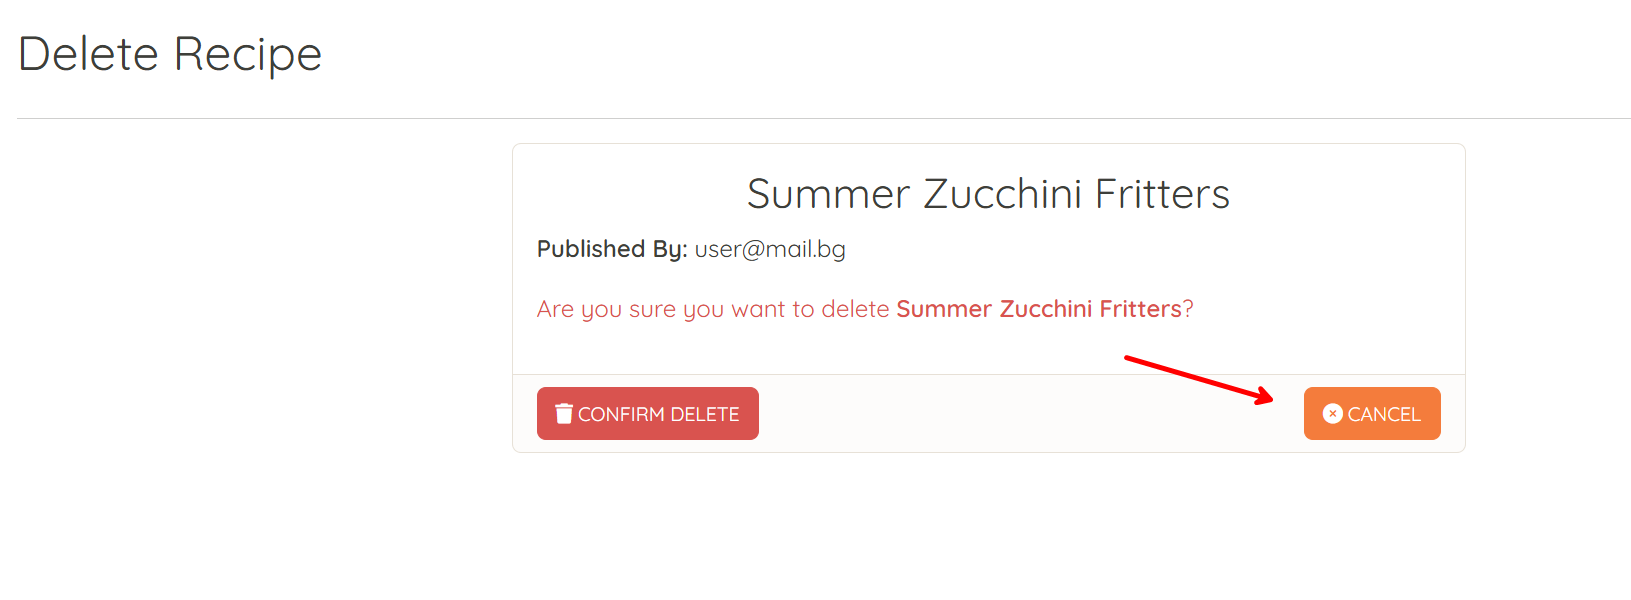 Delete Recipe
Summer Zucchini Fritters
Published By: user@mail.bg
Are you sure you want to delete Summer Zucchini Fritters?
CONFIRM DELETE
CANCEL